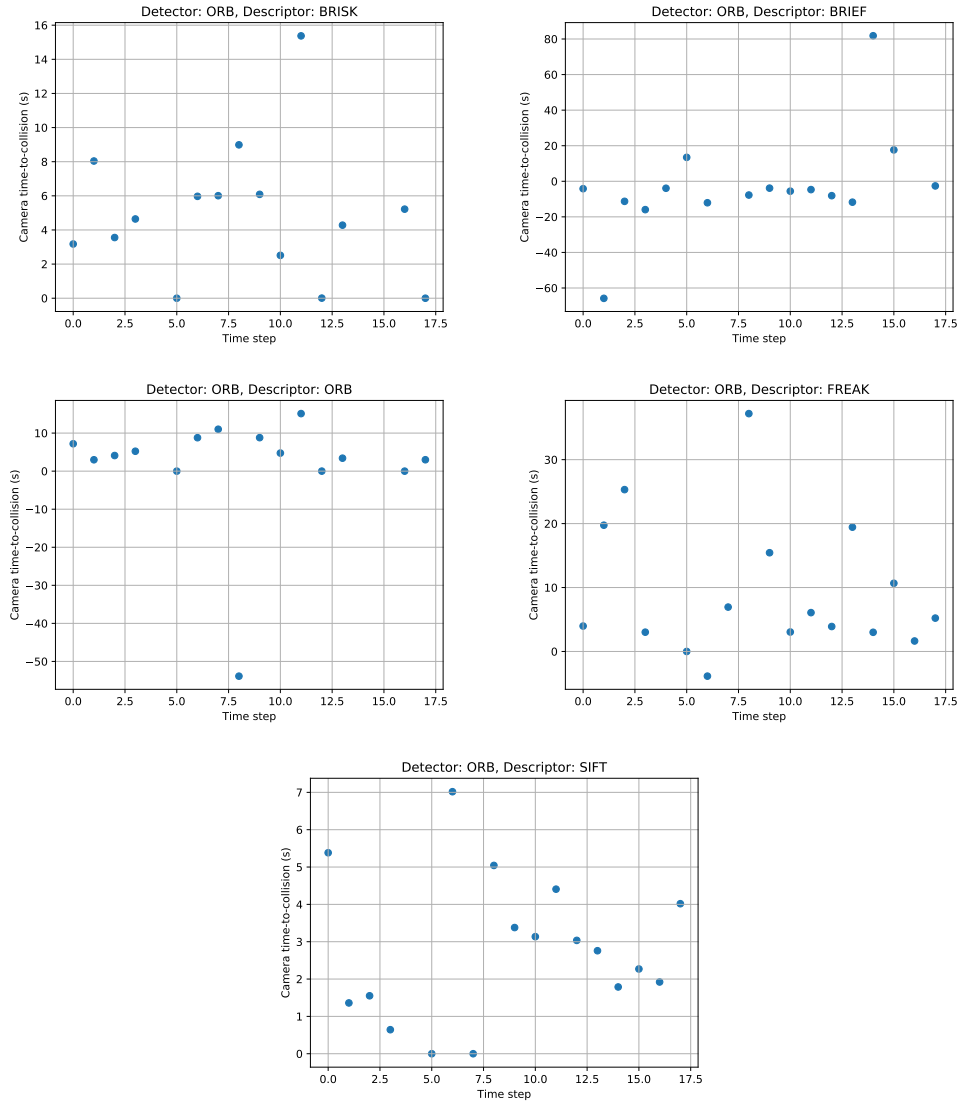 Detector: ORB, Descriptor: BRISK
Camera time-to-collision (s)
16
14
12
10
8
6
4
2
0
0.0 2.5 5.0 7.5 10.0 12.5 15.0 17.5
Time step
Detector: ORB, Descriptor: BRIEF
Camera time-to-collision (s)
80
60
40
20
0
−20
−40
−60
0.0 2.5 5.0 7.5 10.0 12.5 15.0 17.5
Time step
Detector: ORB, Descriptor: ORB
Camera time-to-collision (s)
10
0
−10
−20
−30
−40
−50
0.0 2.5 5.0 7.5 10.0 12.5 15.0 17.5
Time step
Detector: ORB, Descriptor: FREAK
Camera time-to-collision (s)
30
20
10
0
0.0 2.5 5.0 7.5 10.0 12.5 15.0 17.5
Time step
Detector: ORB, Descriptor: SIFT
Camera time-to-collision (s)
7
6
5
4
3
2
1
0
0.0 2.5 5.0 7.5 10.0 12.5 15.0 17.5
Time step